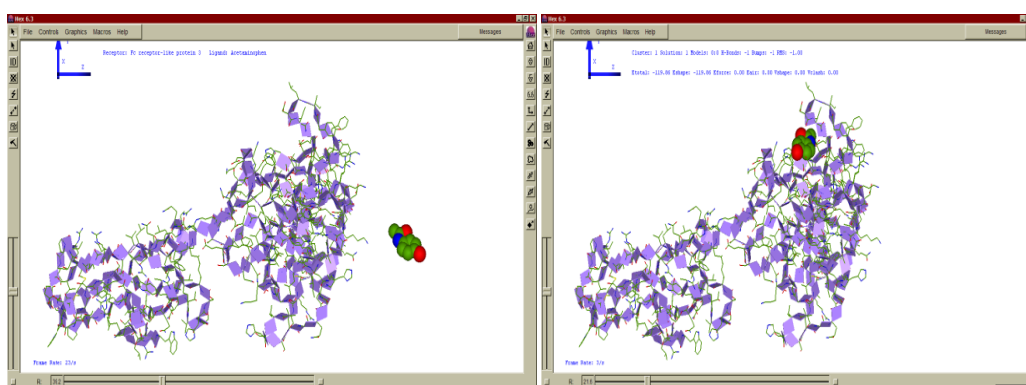 Hex 6.3
File Controls Graphics Macros Help Messages
Receptor: Fc receptor-like protein 3 ligand: Acetaminophen
X
Z
Frame Rate: 23/s
R:
Hex 6.3
File Controls Graphics Macros Help Messages
Cluster: 1 Solution: 1 Models: 0:0 H-Bonds: -1 Bumps: -1 RMS: -1.00
Etotal: -119.86 Eshape: -119.86 Eforce: 0.00 Eair: 0.00 Vshape: 0.00 Vclash: 0.00
X
Z
Frame Rate: 3/s
R: